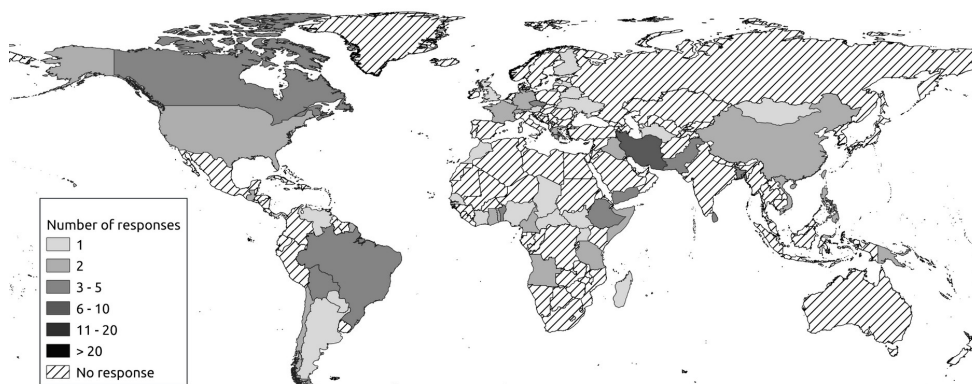 Number of responses
1
2
3 - 5
6 - 10
11 - 20
> 20
No response